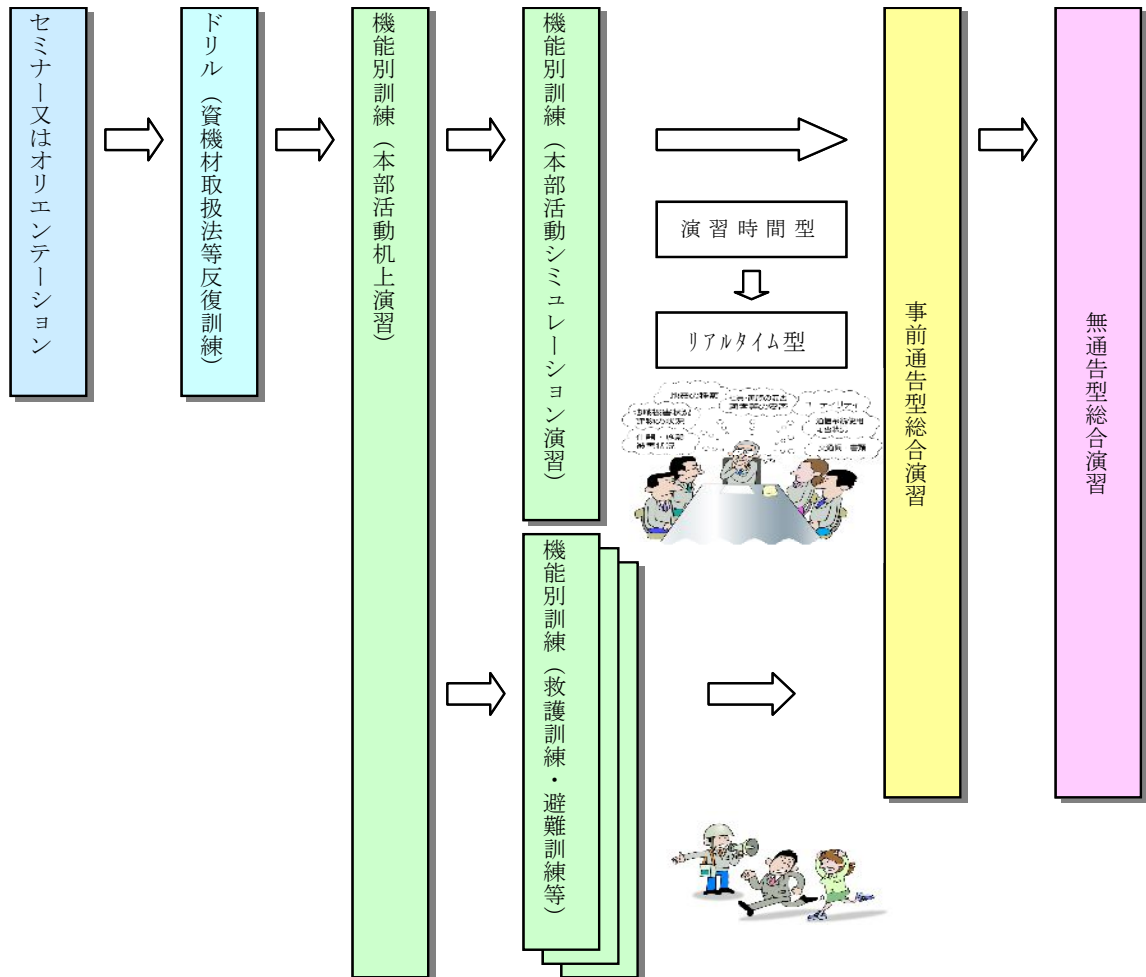 セミナー又はオリエンテーション
ドリル（資機材取扱法等反復訓練）
機能別訓練（本部活動机上演習）
機能別訓練（本部活動シミュレーション演習）
演習時間型
リアルタイム型
機能別訓練（救護訓練・避難訓練等）
事前通告型総合演習
無通告型総合演習